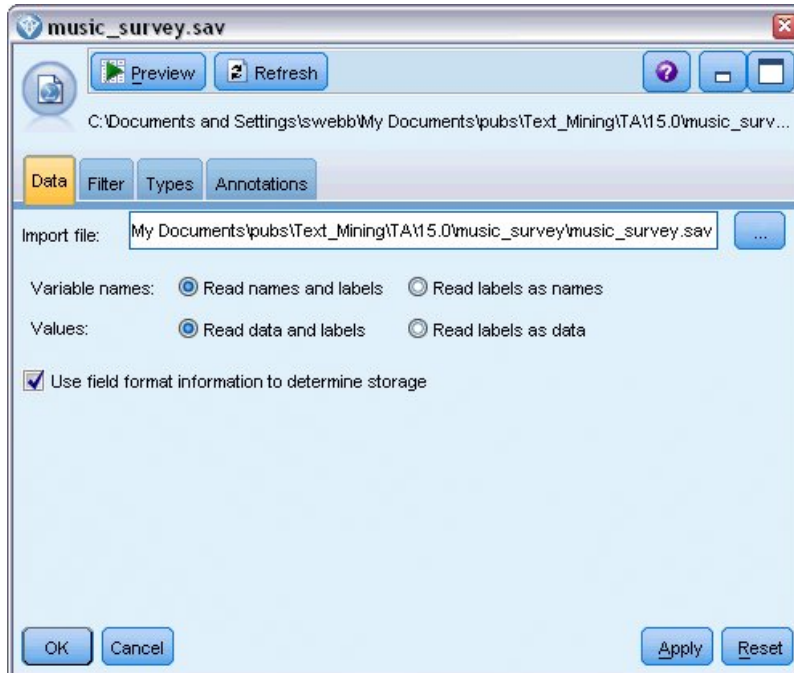 music_survey.sav
Preview Refresh
C:\Documents and Settings\swebb\My Documents\pubs\Text_Mining\TA\15.0\music_surv...
Data Filter Types Annotations
Import file: My Documents\pubs\Text_Mining\TA\15.0\music_survey\music_survey.sav ...
Variable names: Read names and labels Read labels as names
Values: Read data and labels Read labels as data
Use field format information to determine storage
OK Cancel Apply Reset